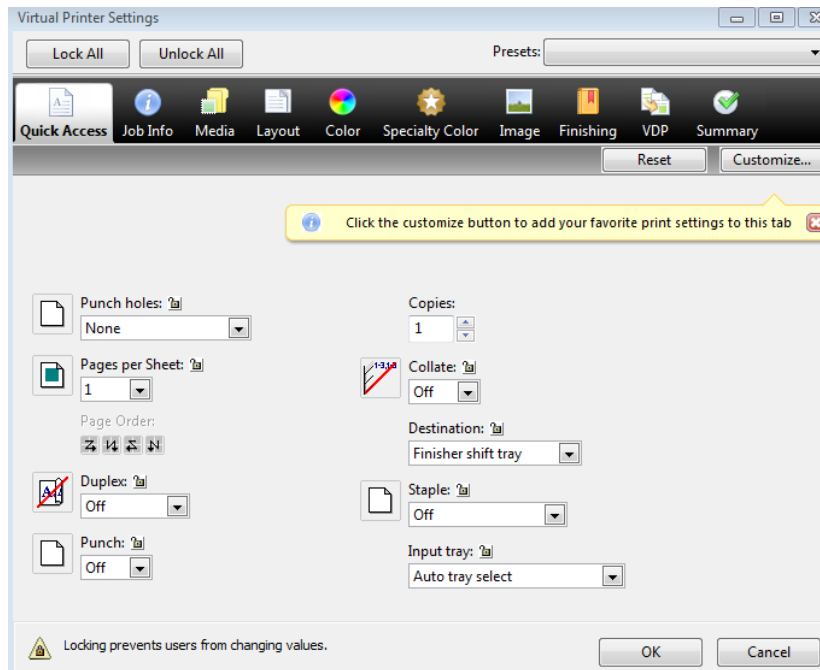 Virtual Printer Settings
Lock All
Unlock All
Presets:
Quick Access
Job Info
Media
Layout
Color
Specialty Color
Image
Finishing
VDP
Summary
Reset
Customize...
Click the customize button to add your favorite print settings to this tab
Punch holes:
None
Pages per Sheet:
1
Page Order:
Duplex:
Off
Punch:
Off
Copies:
1
Collate:
Off
Destination:
Finisher shift tray
Staple:
Off
Input tray:
Auto tray select
Locking prevents users from changing values.
OK
Cancel